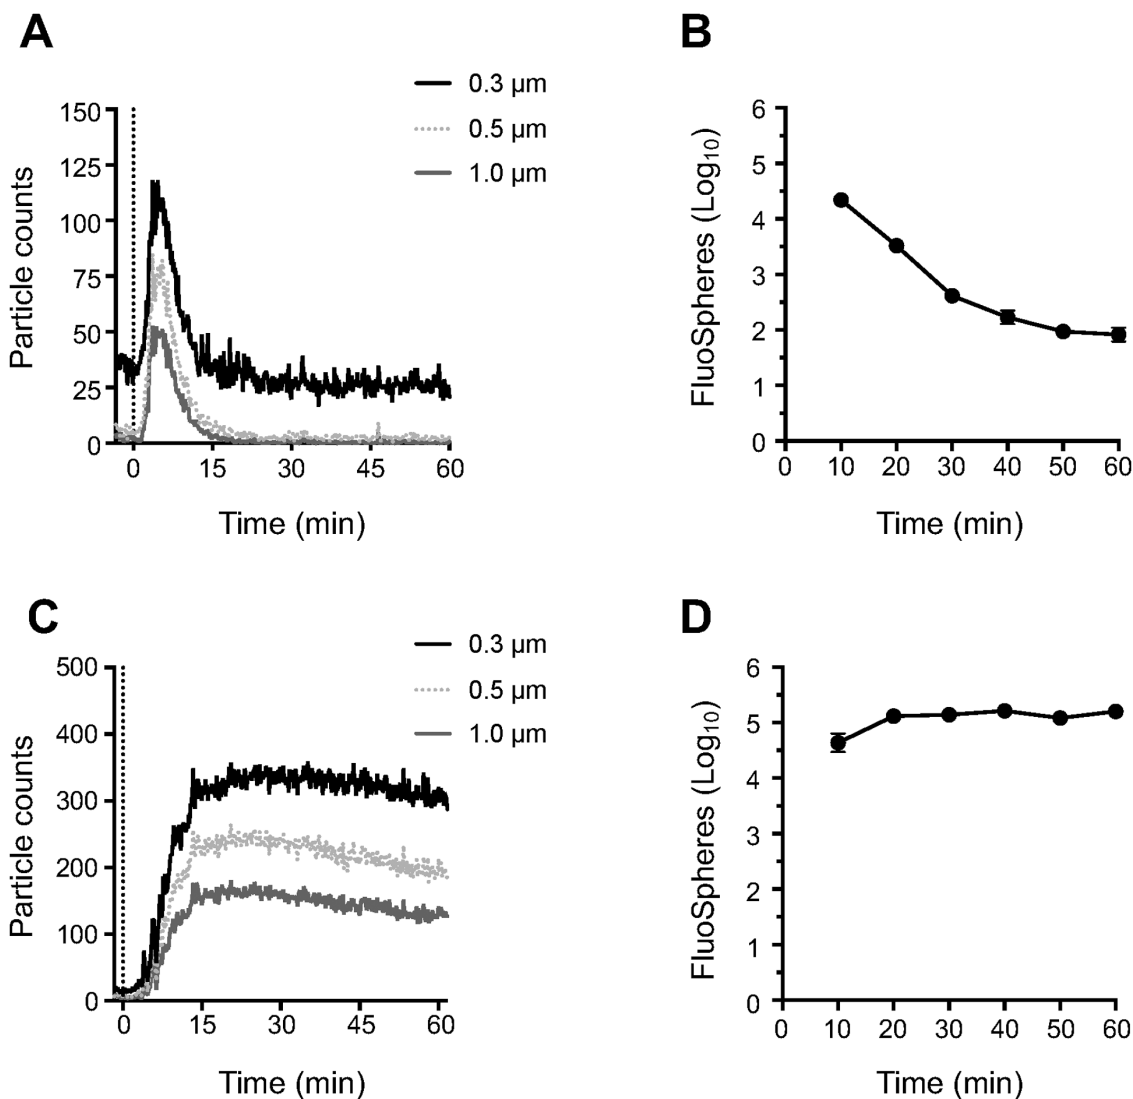 A
0.3 µm
0.5 µm
1.0 µm
150
125
100
75
50
25
0
Particle counts
0 15 30 45 60
Time (min)
B
6
5
4
3
2
1
0
FluoSpheres (Log₁₀)
0 10 20 30 40 50 60
Time (min)
C
0.3 µm
0.5 µm
1.0 µm
500
400
300
200
100
0
Particle counts
0 15 30 45 60
Time (min)
D
6
5
4
3
2
1
0
FluoSpheres (Log₁₀)
0 10 20 30 40 50 60
Time (min)